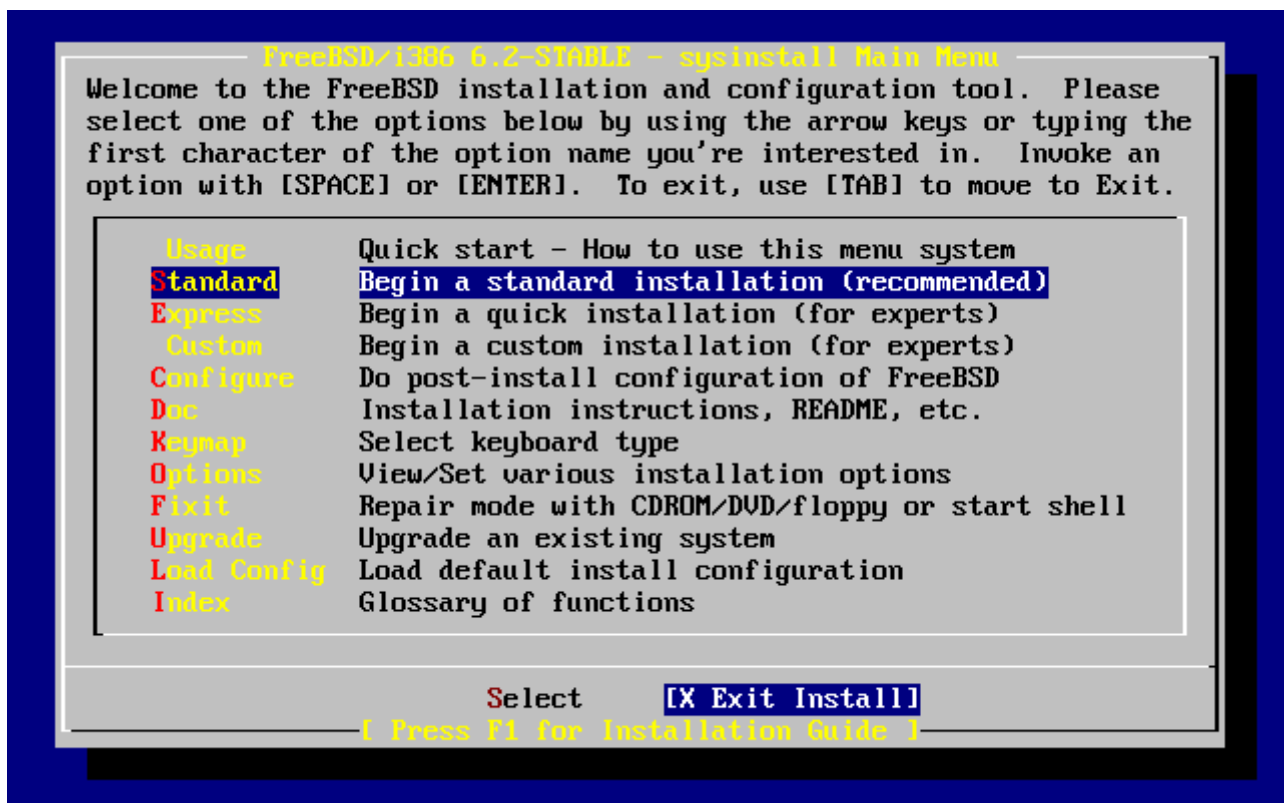 FreeBSD/i386 6.2-STABLE - sysinstall Main Menu
Welcome to the FreeBSD installation and configuration tool.  Please
select one of the options below by using the arrow keys or typing the
first character of the option name you're interested in.  Invoke an
option with [SPACE] or [ENTER].  To exit, use [TAB] to move to Exit.
Usage Quick start - How to use this menu system
Standard Begin a standard installation (recommended)
Express Begin a quick installation (for experts)
Custom Begin a custom installation (for experts)
Configure Do post-install configuration of FreeBSD
Doc Installation instructions, README, etc.
Keymap Select keyboard type
Options View/Set various installation options
Fixit Repair mode with CDROM/DVD/floppy or start shell
Upgrade Upgrade an existing system
Load Config Load default install configuration
Index Glossary of functions
Select [X Exit Install]
[ Press F1 for Installation Guide ]